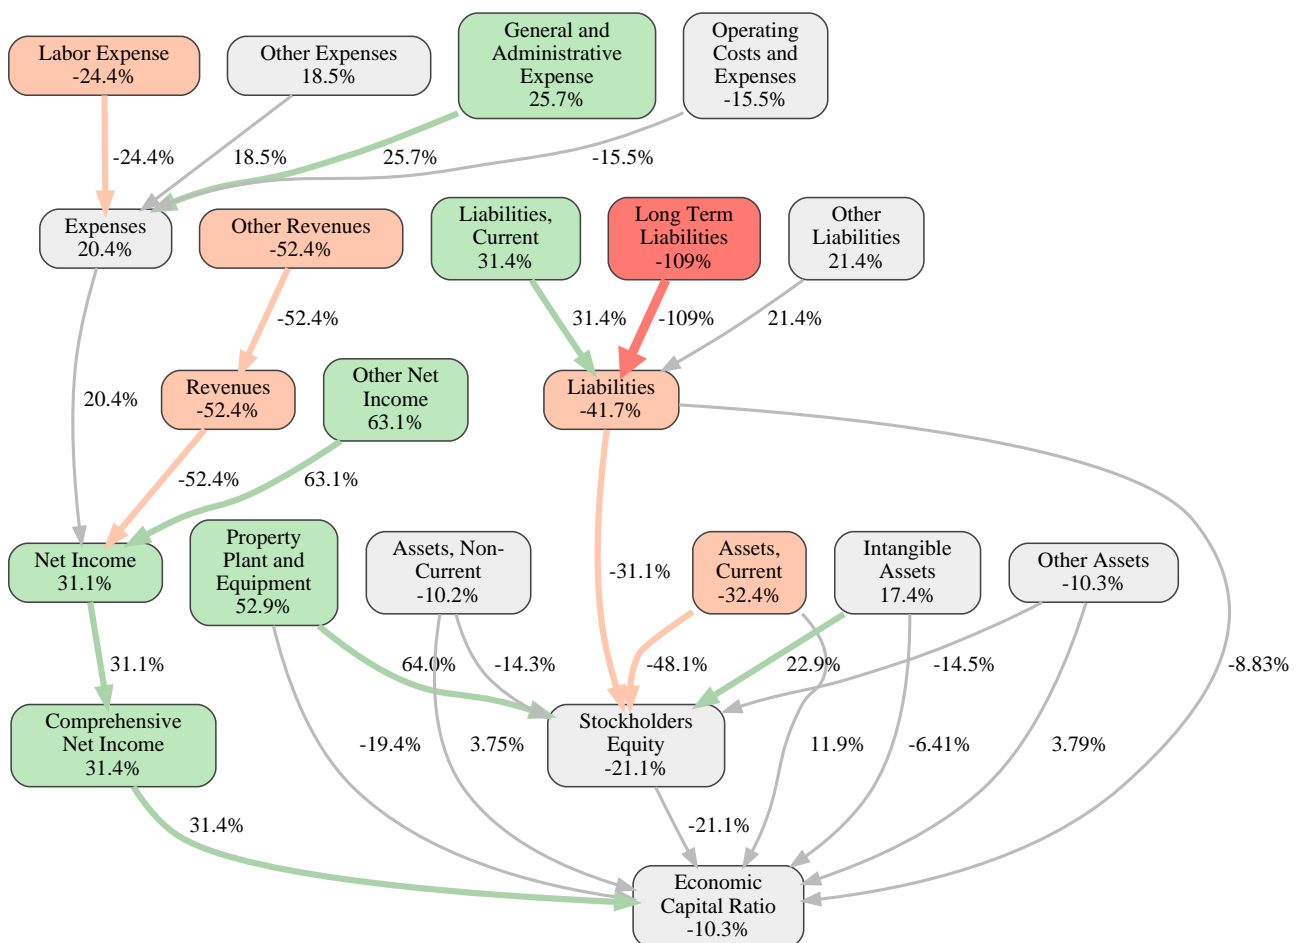 Labor Expense
-24.4%
Other Expenses
18.5%
General and
Administrative
Expense
25.7%
Operating
Costs and
Expenses
-15.5%
-24.4%
18.5%
25.7%
-15.5%
Expenses
20.4%
Other Revenues
-52.4%
Liabilities,
Current
31.4%
Long Term
Liabilities
-109%
Other
Liabilities
21.4%
-52.4%
31.4%
-109%
21.4%
20.4%
Revenues
-52.4%
Other Net
Income
63.1%
Liabilities
-41.7%
-52.4%
63.1%
Net Income
31.1%
Property
Plant and
Equipment
52.9%
Assets, Non-
Current
-10.2%
-31.1%
Assets,
Current
-32.4%
Intangible
Assets
17.4%
Other Assets
-10.3%
31.1%
64.0%
-14.3%
-48.1%
22.9%
-14.5%
-8.83%
Comprehensive
Net Income
31.4%
-19.4%
3.75%
Stockholders
Equity
-21.1%
11.9%
-6.41%
3.79%
31.4%
-21.1%
Economic
Capital Ratio
-10.3%